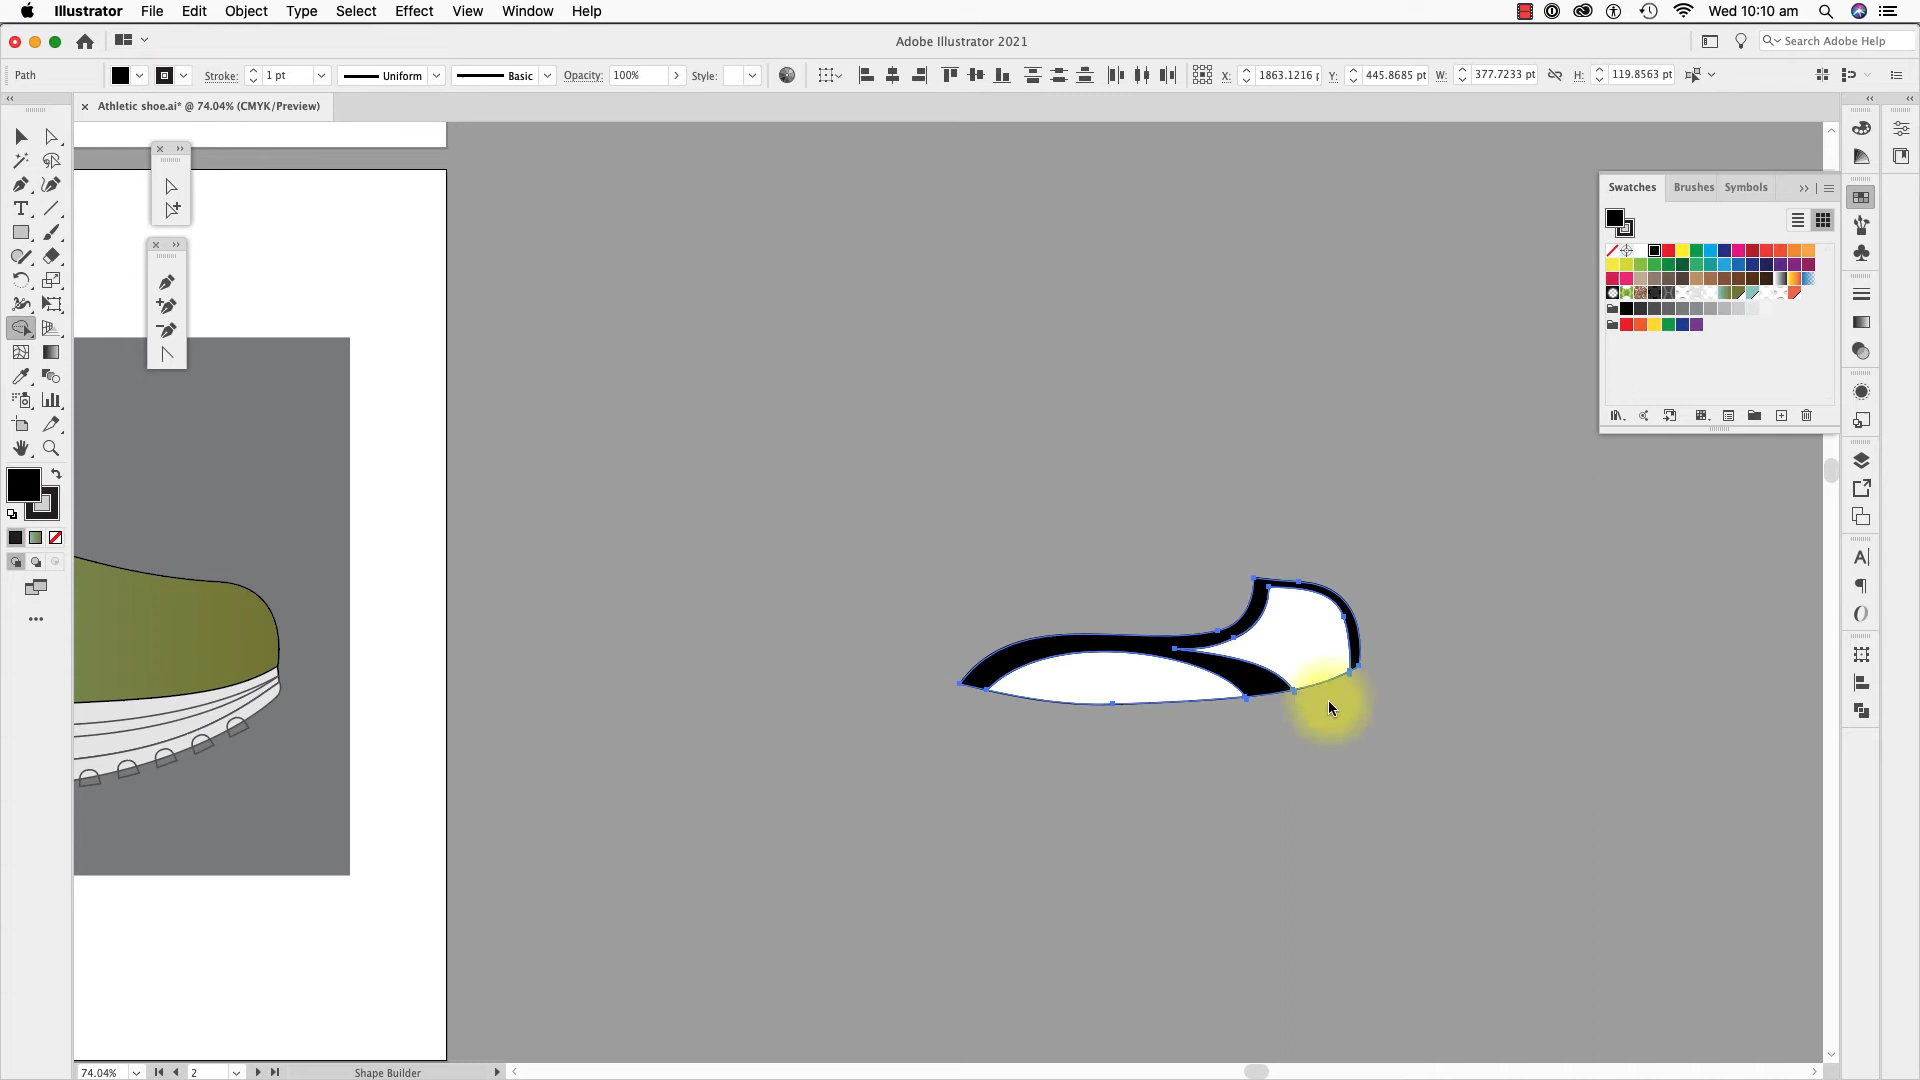 Illustrator File Edit Object Type Select Effect View Window Help
Wed 10:10 am
Adobe Illustrator 2021
Search Adobe Help
Path
Stroke: 1 pt Uniform Basic Opacity: 100% Style:
X: 1863.1216 p Y: 445.8685 pt W: 377.7233 pt H: 119.8563 pt
Athletic shoe.ai* @ 74.04% (CMYK/Preview)
Swatches Brushes Symbols
74.04% 2 Shape Builder